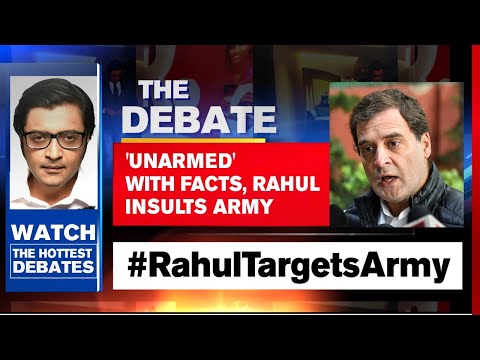 THE
DEBATE
'UNARMED'
WITH FACTS, RAHUL
INSULTS ARMY
WATCH
THE HOTTEST
DEBATES
#RahulTargetsArmy